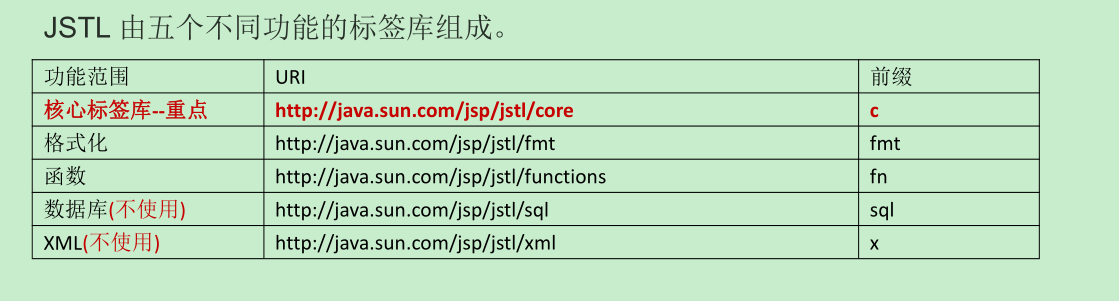 JSTL 由五个不同功能的标签库组成。
功能范围 URI 前缀
核心标签库--重点 http://java.sun.com/jsp/jstl/core c
格式化 http://java.sun.com/jsp/jstl/fmt fmt
函数 http://java.sun.com/jsp/jstl/functions fn
数据库(不使用) http://java.sun.com/jsp/jstl/sql sql
XML(不使用) http://java.sun.com/jsp/jstl/xml x